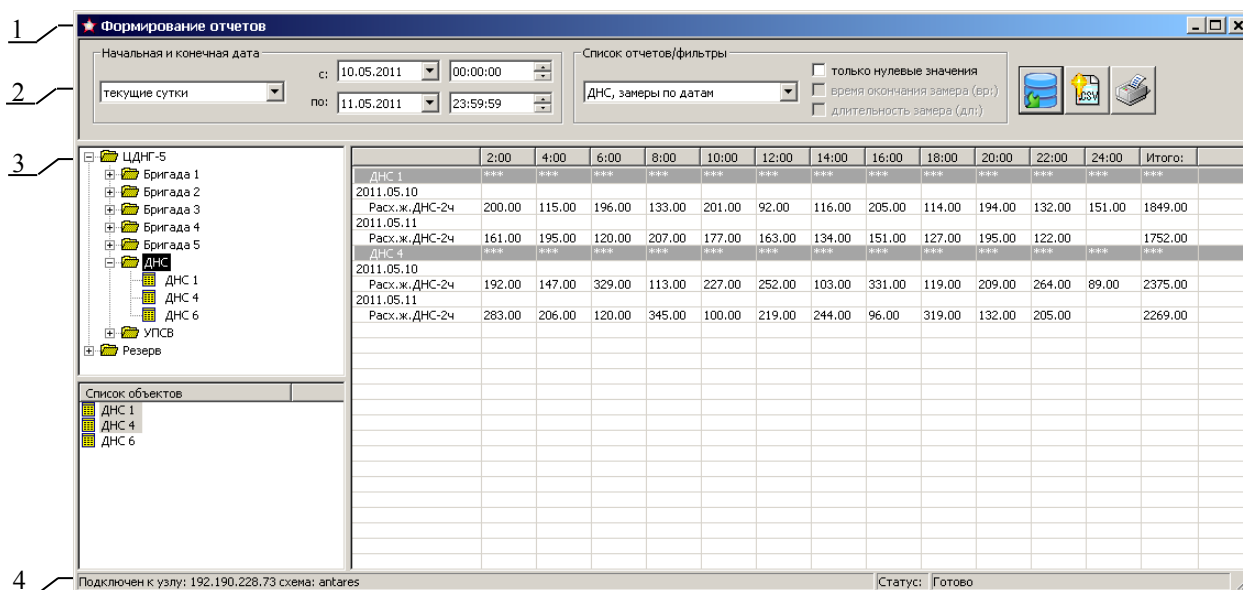 1
Формирование отчетов
2
Начальная и конечная дата
текущие сутки
с: 10.05.2011 00:00:00
по: 11.05.2011 23:59:59
Список отчетов/фильтры
ДНС, замеры по датам
только нулевые значения
время окончания замера (вр:)
длительность замера (дл:)
CSV
3
ЦДНГ-5
Бригада 1
Бригада 2
Бригада 3
Бригада 4
Бригада 5
ДНС
ДНС 1
ДНС 4
ДНС 6
УПСВ
Резерв
Список объектов
ДНС 1
ДНС 4
ДНС 6
2:00 4:00 6:00 8:00 10:00 12:00 14:00 16:00 18:00 20:00 22:00 24:00 Итого:
ДНС 1 *** *** *** *** *** *** *** *** *** *** *** *** ***
2011.05.10
Расх.ж.ДНС-2ч 200.00 115.00 196.00 133.00 201.00 92.00 116.00 205.00 114.00 194.00 132.00 151.00 1849.00
2011.05.11
Расх.ж.ДНС-2ч 161.00 195.00 120.00 207.00 177.00 163.00 134.00 151.00 127.00 195.00 122.00 1752.00
ДНС 4 *** *** *** *** *** *** *** *** *** *** *** *** ***
2011.05.10
Расх.ж.ДНС-2ч 192.00 147.00 329.00 113.00 227.00 252.00 103.00 331.00 119.00 209.00 264.00 89.00 2375.00
2011.05.11
Расх.ж.ДНС-2ч 283.00 206.00 120.00 345.00 100.00 219.00 244.00 96.00 319.00 132.00 205.00 2269.00
4
Подключен к узлу: 192.190.228.73 схема: antares
Статус: Готово